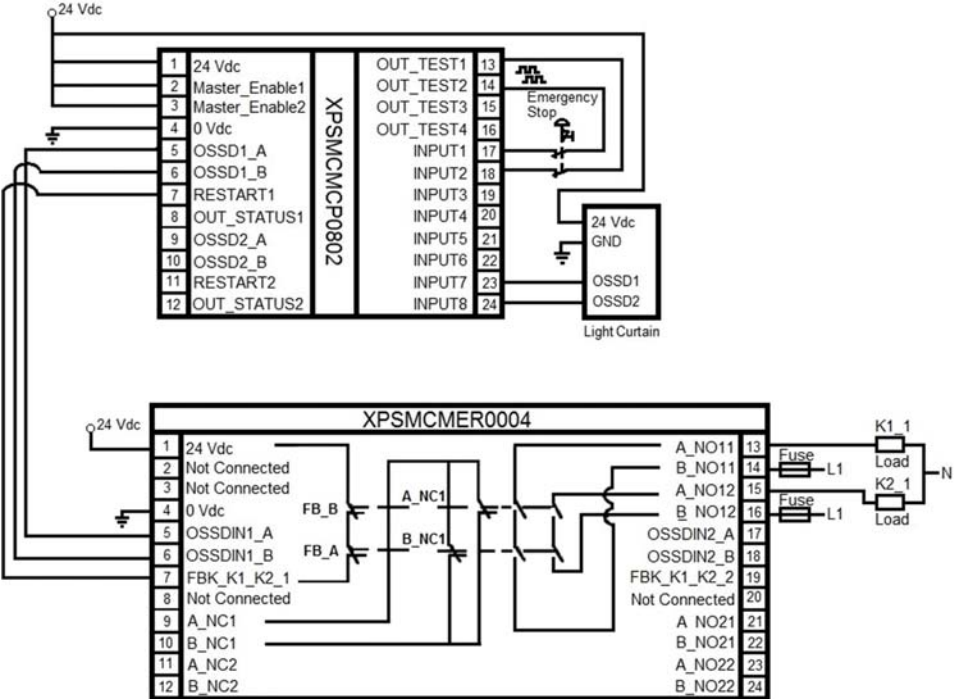 24 Vdc
1 24 Vdc
2 Master_Enable1
3 Master_Enable2
4 0 Vdc
5 OSSD1_A
6 OSSD1_B
7 RESTART1
8 OUT_STATUS1
9 OSSD2_A
10 OSSD2_B
11 RESTART2
12 OUT_STATUS2
XPSMCMCP0802
OUT_TEST1 13
OUT_TEST2 14
OUT_TEST3 15
OUT_TEST4 16
INPUT1 17
INPUT2 18
INPUT3 19
INPUT4 20
INPUT5 21
INPUT6 22
INPUT7 23
INPUT8 24
Emergency
Stop
24 Vdc
GND
OSSD1
OSSD2
Light Curtain
XPSMCMER0004
24 Vdc
1 24 Vdc
2 Not Connected
3 Not Connected
4 0 Vdc
5 OSSDIN1_A
6 OSSDIN1_B
7 FBK_K1_K2_1
8 Not Connected
9 A_NC1
10 B_NC1
11 A_NC2
12 B_NC2
FB_B
A_NC1
FB_A
B_NC1
A_NO11 13
B_NO11 14
A_NO12 15
B_NO12 16
OSSDIN2_A 17
OSSDIN2_B 18
FBK_K1_K2_2 19
Not Connected 20
A_NO21 21
B_NO21 22
A_NO22 23
B_NO22 24
K1_1
Load
Fuse
L1
N
K2_1
Load
Fuse
L1